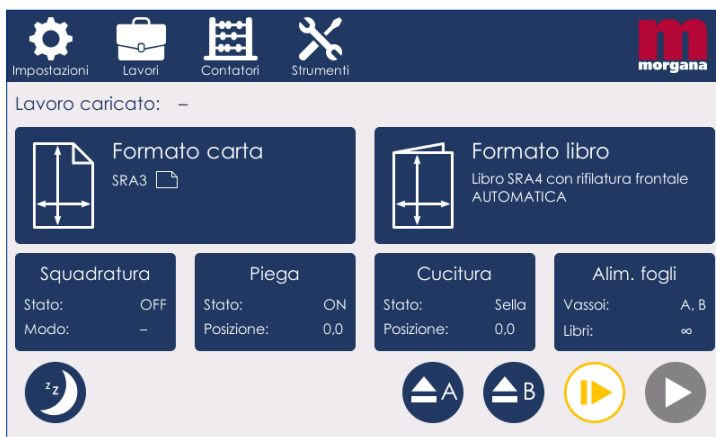 Impostazioni
Lavori
Contatori
Strumenti
morgana
Lavoro caricato: –
Formato carta
SRA3
Formato libro
Libro SRA4 con rifilatura frontale
AUTOMATICA
Squadratura
Stato: OFF
Modo: –
Piega
Stato: ON
Posizione: 0,0
Cucitura
Stato: Sella
Posizione: 0,0
Alim. fogli
Vassoi: A, B
Libri: ∞
z z
A
B